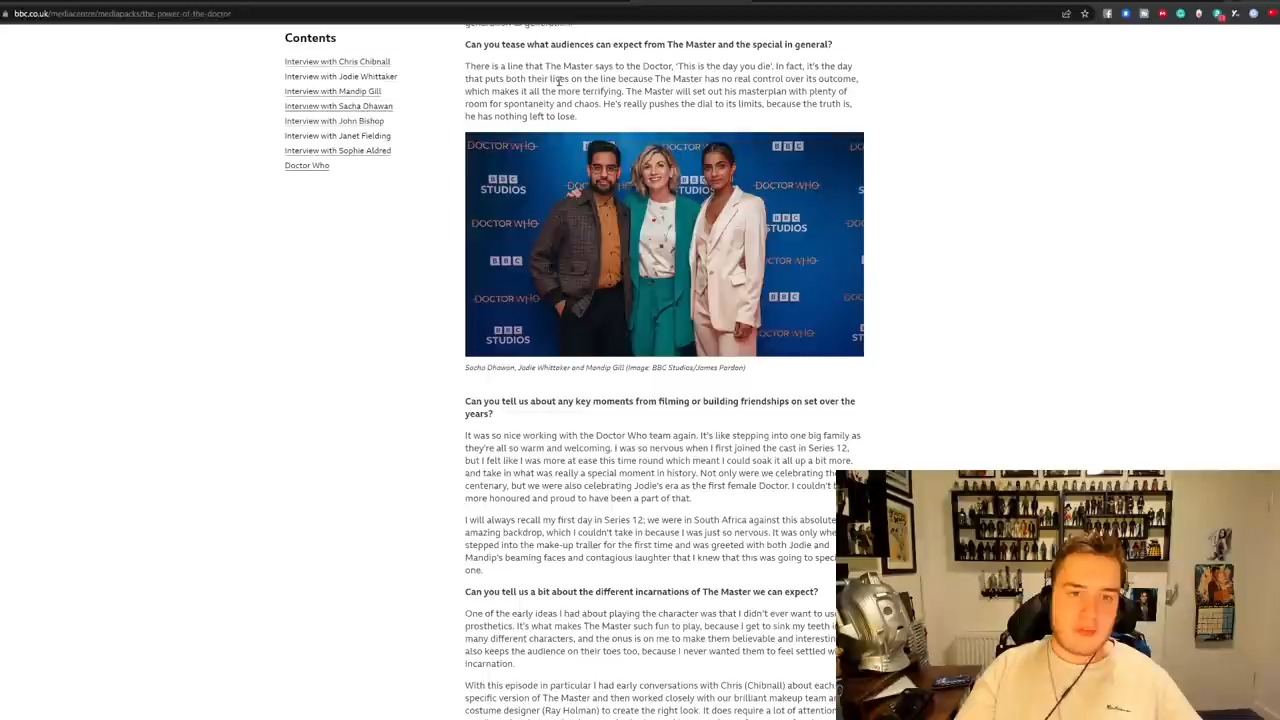 bbc.co.uk/mediacentre/mediapacks/the-power-of-the-doctor
Contents
Interview with Chris Chibnall
Interview with Jodie Whittaker
Interview with Mandip Gill
Interview with Sacha Dhawan
Interview with John Bishop
Interview with Janet Fielding
Interview with Sophie Aldred
Doctor Who
Can you tease what audiences can expect from The Master and the special in general?
There is a line that The Master says to the Doctor, 'This is the day you die'. In fact, it's the day
that puts both their lives on the line because The Master has no real control over its outcome,
which makes it all the more terrifying. The Master will set out his masterplan with plenty of
room for spontaneity and chaos. He's really pushes the dial to its limits, because the truth is,
he has nothing left to lose.
BBC
STUDIOS
DOCTOR WHO
BBC
DOCTOR WHO
BBC
STUDIOS
DOCTOR WHO
BBC
STUDIOS
BBC
DOCTOR WHO
BBC
STUDIOS
DOCTOR WHO
BBC
STUDIOS
Sacha Dhawan, Jodie Whittaker and Mandip Gill (Image: BBC Studios/James Pardon)
Can you tell us about any key moments from filming or building friendships on set over the
years?
It was so nice working with the Doctor Who team again. It's like stepping into one big family as
they're all so warm and welcoming. I was so nervous when I first joined the cast in Series 12,
but I felt like I was more at ease this time round which meant I could soak it all up a bit more,
and take in what was really a special moment in history. Not only were we celebrating the
centenary, but we were also celebrating Jodie's era as the first female Doctor. I couldn't
more honoured and proud to have been a part of that.
I will always recall my first day in Series 12; we were in South Africa against this absolute
amazing backdrop, which I couldn't take in because I was just so nervous. It was only
stepped into the make-up trailer for the first time and was greeted with both Jodie and
Mandip's beaming faces and contagious laughter that I knew that this was going to
one.
Can you tell us a bit about the different incarnations of The Master we can expect?
One of the early ideas I had about playing the character was that I didn't ever want to
prosthetics. It's what makes The Master such fun to play, because I get to sink my teeth
many different characters, and the onus is on me to make them believable and
also keeps the audience on their toes too, because I never wanted them to feel settled
incarnation.
With this episode in particular I had early conversations with Chris (Chibnall) about each
specific version of The Master and then worked closely with our brilliant makeup team
costume designer (Ray Holman) to create the right look. It does require a lot of